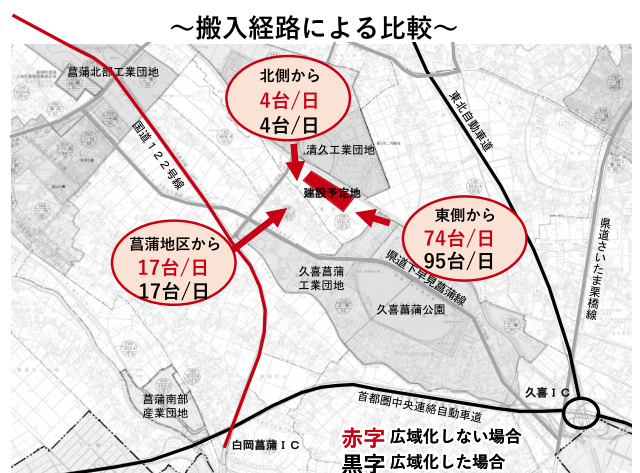 ～搬入経路による比較～
北側から
4台/日
4台/日
菖蒲北部工業団地
国道１２２号線
東北自動車道
清久工業団地
建設予定地
東側から
74台/日
95台/日
菖蒲地区から
17台/日
17台/日
県道さいたま栗橋線
久喜菖蒲
工業団地
県道下早見菖蒲線
久喜菖蒲公園
菖蒲南部
産業団地
首都圏中央連絡自動車道
久喜ＩＣ
白岡菖蒲ＩＣ
赤字 広域化しない場合
黒字 広域化した場合